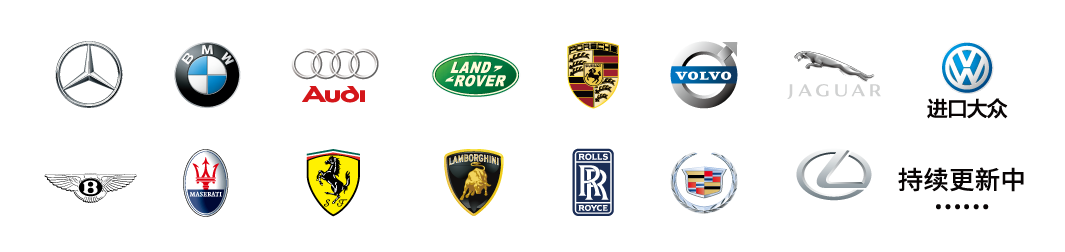 BMW
Audi
LAND-
-ROVER
PORSCHE
VOLVO
JAGUAR
进口大众
B
MASERATI
S F
LAMBORGHINI
ROLLS
RR
ROYCE
持续更新中
......